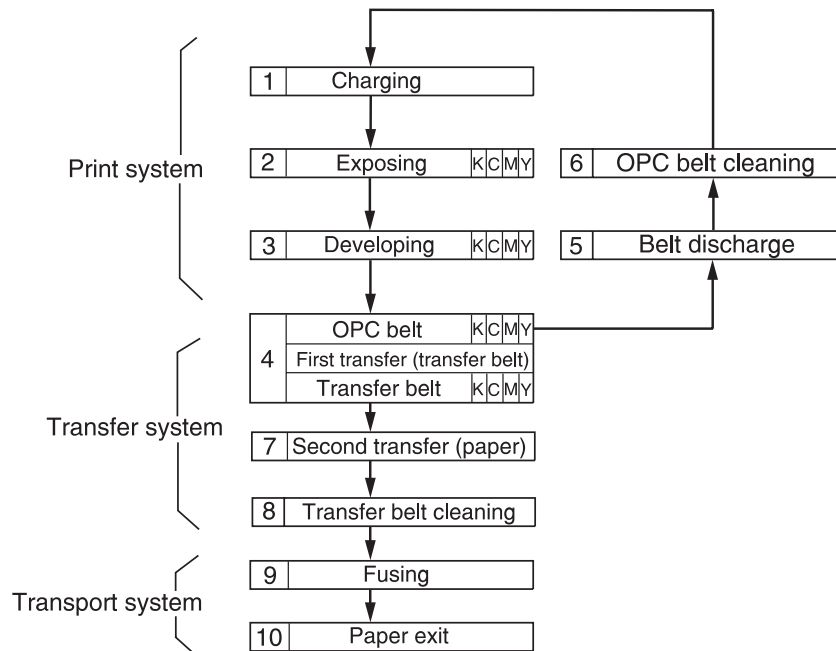 Print system
1 Charging
2 Exposing K C M Y
3 Developing K C M Y
6 OPC belt cleaning
5 Belt discharge
Transfer system
4
OPC belt K C M Y
First transfer (transfer belt)
Transfer belt K C M Y
7 Second transfer (paper)
8 Transfer belt cleaning
Transport system
9 Fusing
10 Paper exit